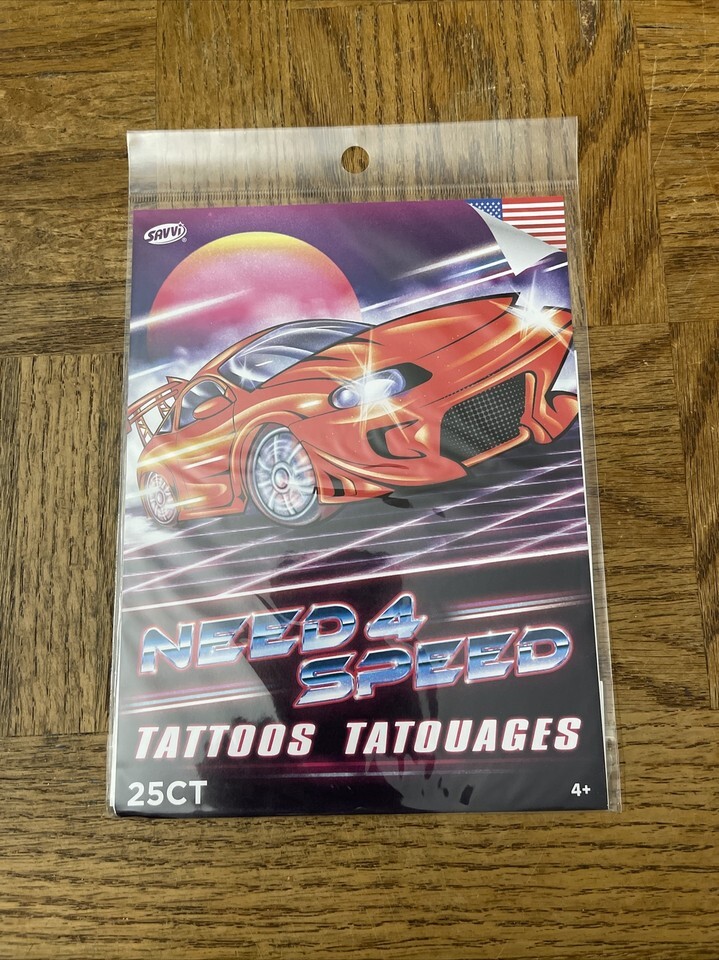 SAVVi®
NEED 4
SPEED
TATTOOS TATOUAGES
25CT
4+